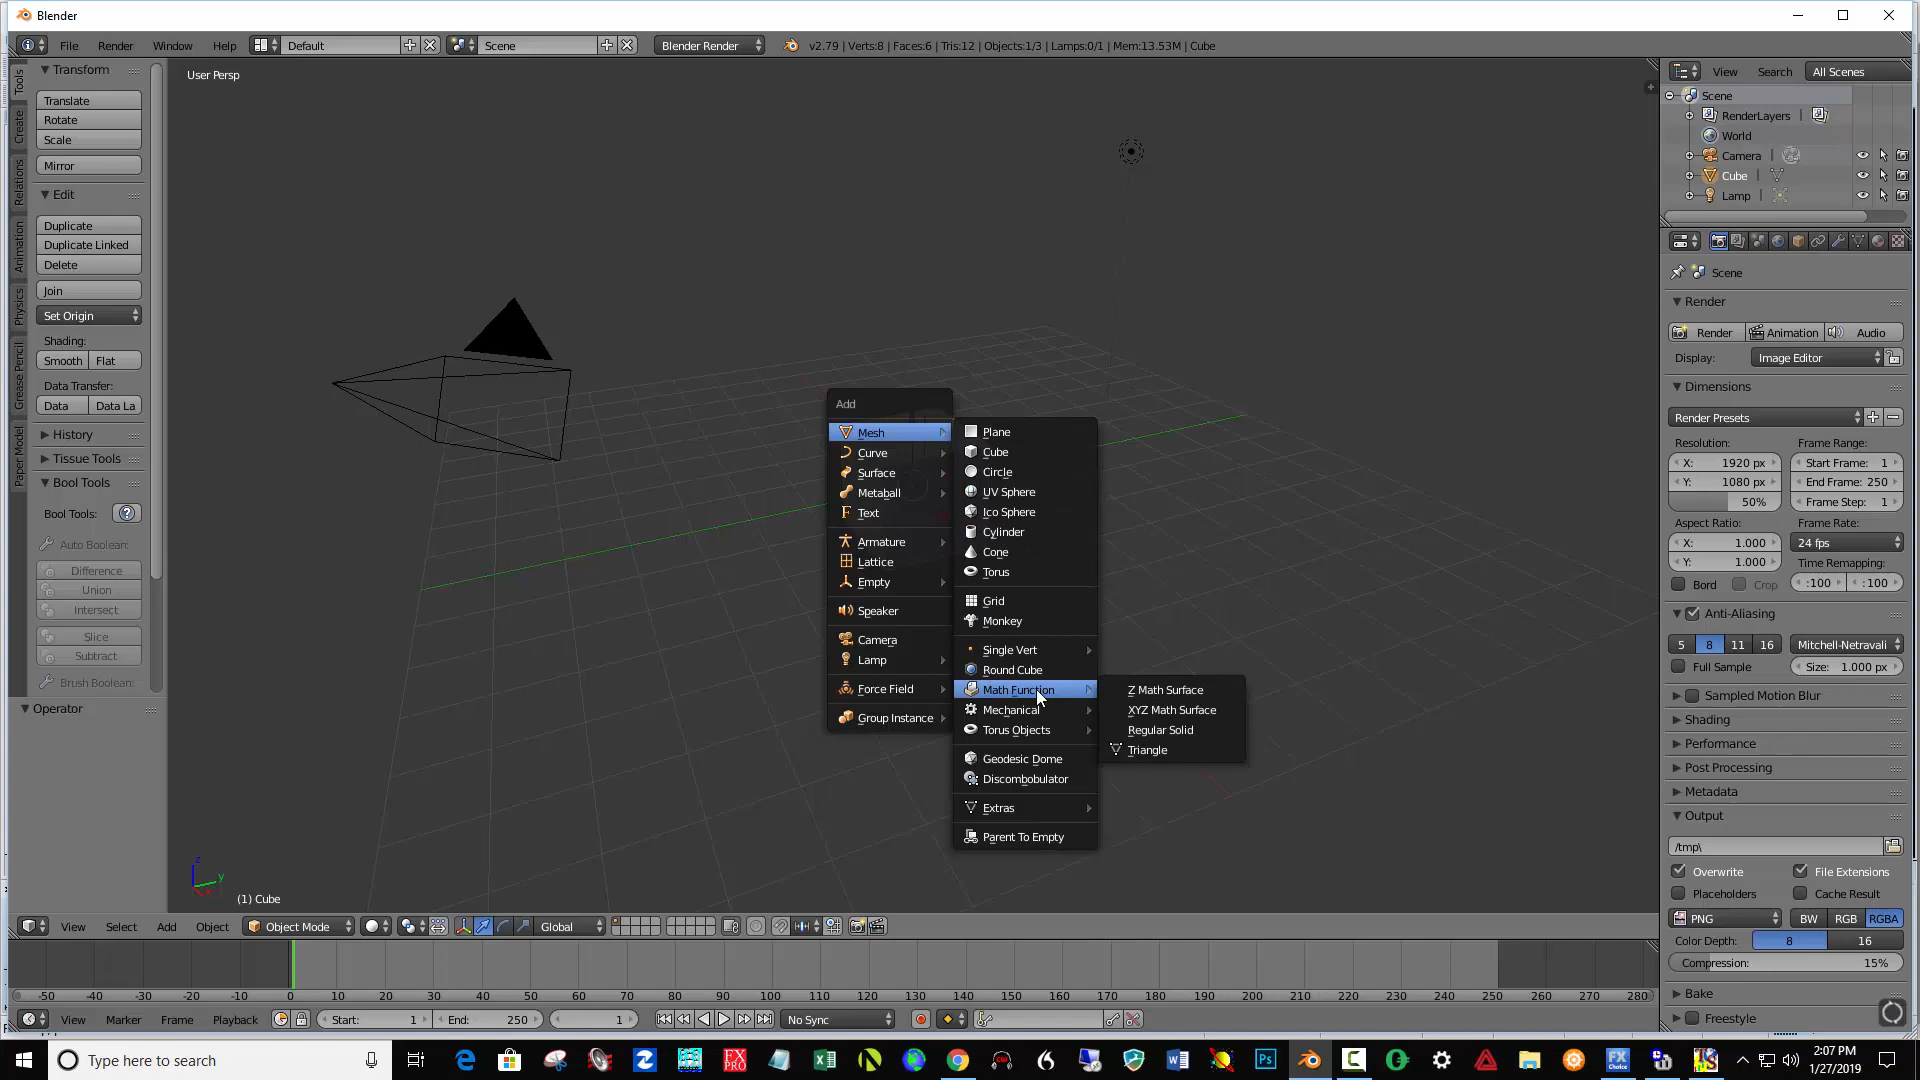 Blender
File Render Window Help Default Scene Blender Render v2.79 | Verts:8 | Faces:6 | Tris:12 | Objects:1/3 | Lamps:0/1 | Mem:13.53M | Cube
User Persp
Tools
Create
Relations
Animation
Physics
Grease Pencil
Paper Model
Transform
Translate
Rotate
Scale
Mirror
Edit
Duplicate
Duplicate Linked
Delete
Join
Set Origin
Shading:
Smooth Flat
Data Transfer:
Data Data La
History
Tissue Tools
Bool Tools
Bool Tools: ?
Auto Boolean:
Difference
Union
Intersect
Slice
Subtract
Brush Boolean:
Operator
Add
Mesh
Curve
Surface
Metaball
Text
Armature
Lattice
Empty
Speaker
Camera
Lamp
Force Field
Group Instance
Plane
Cube
Circle
UV Sphere
Ico Sphere
Cylinder
Cone
Torus
Grid
Monkey
Single Vert
Round Cube
Math Function
Mechanical
Torus Objects
Geodesic Dome
Discombobulator
Extras
Parent To Empty
Z Math Surface
XYZ Math Surface
Regular Solid
Triangle
z
y
(1) Cube
View Select Add Object Object Mode Global
-50 -40 -30 -20 -10 0 10 20 30 40 50 60 70 80 90 100 110 120 130 140 150 160 170 180 190 200 210 220 230 240 250 260 270 280
View Marker Frame Playback Start: 1 End: 250 1 No Sync
View Search All Scenes
Scene
RenderLayers
World
Camera
Cube
Lamp
Scene
Render
Render Animation Audio
Display: Image Editor
Dimensions
Render Presets
Resolution: Frame Range:
X: 1920 px Start Frame: 1
Y: 1080 px End Frame: 250
50% Frame Step: 1
Aspect Ratio: Frame Rate:
X: 1.000 24 fps
Y: 1.000 Time Remapping:
Bord Crop :100 :100
Anti-Aliasing
5 8 11 16 Mitchell-Netravali
Full Sample Size: 1.000 px
Sampled Motion Blur
Shading
Performance
Post Processing
Metadata
Output
/tmp\
Overwrite File Extensions
Placeholders Cache Result
PNG BW RGB RGBA
Color Depth: 8 16
Compression: 15%
Bake
Freestyle
Type here to search
FX PRO
Ps
FX Choice
2:07 PM
1/27/2019